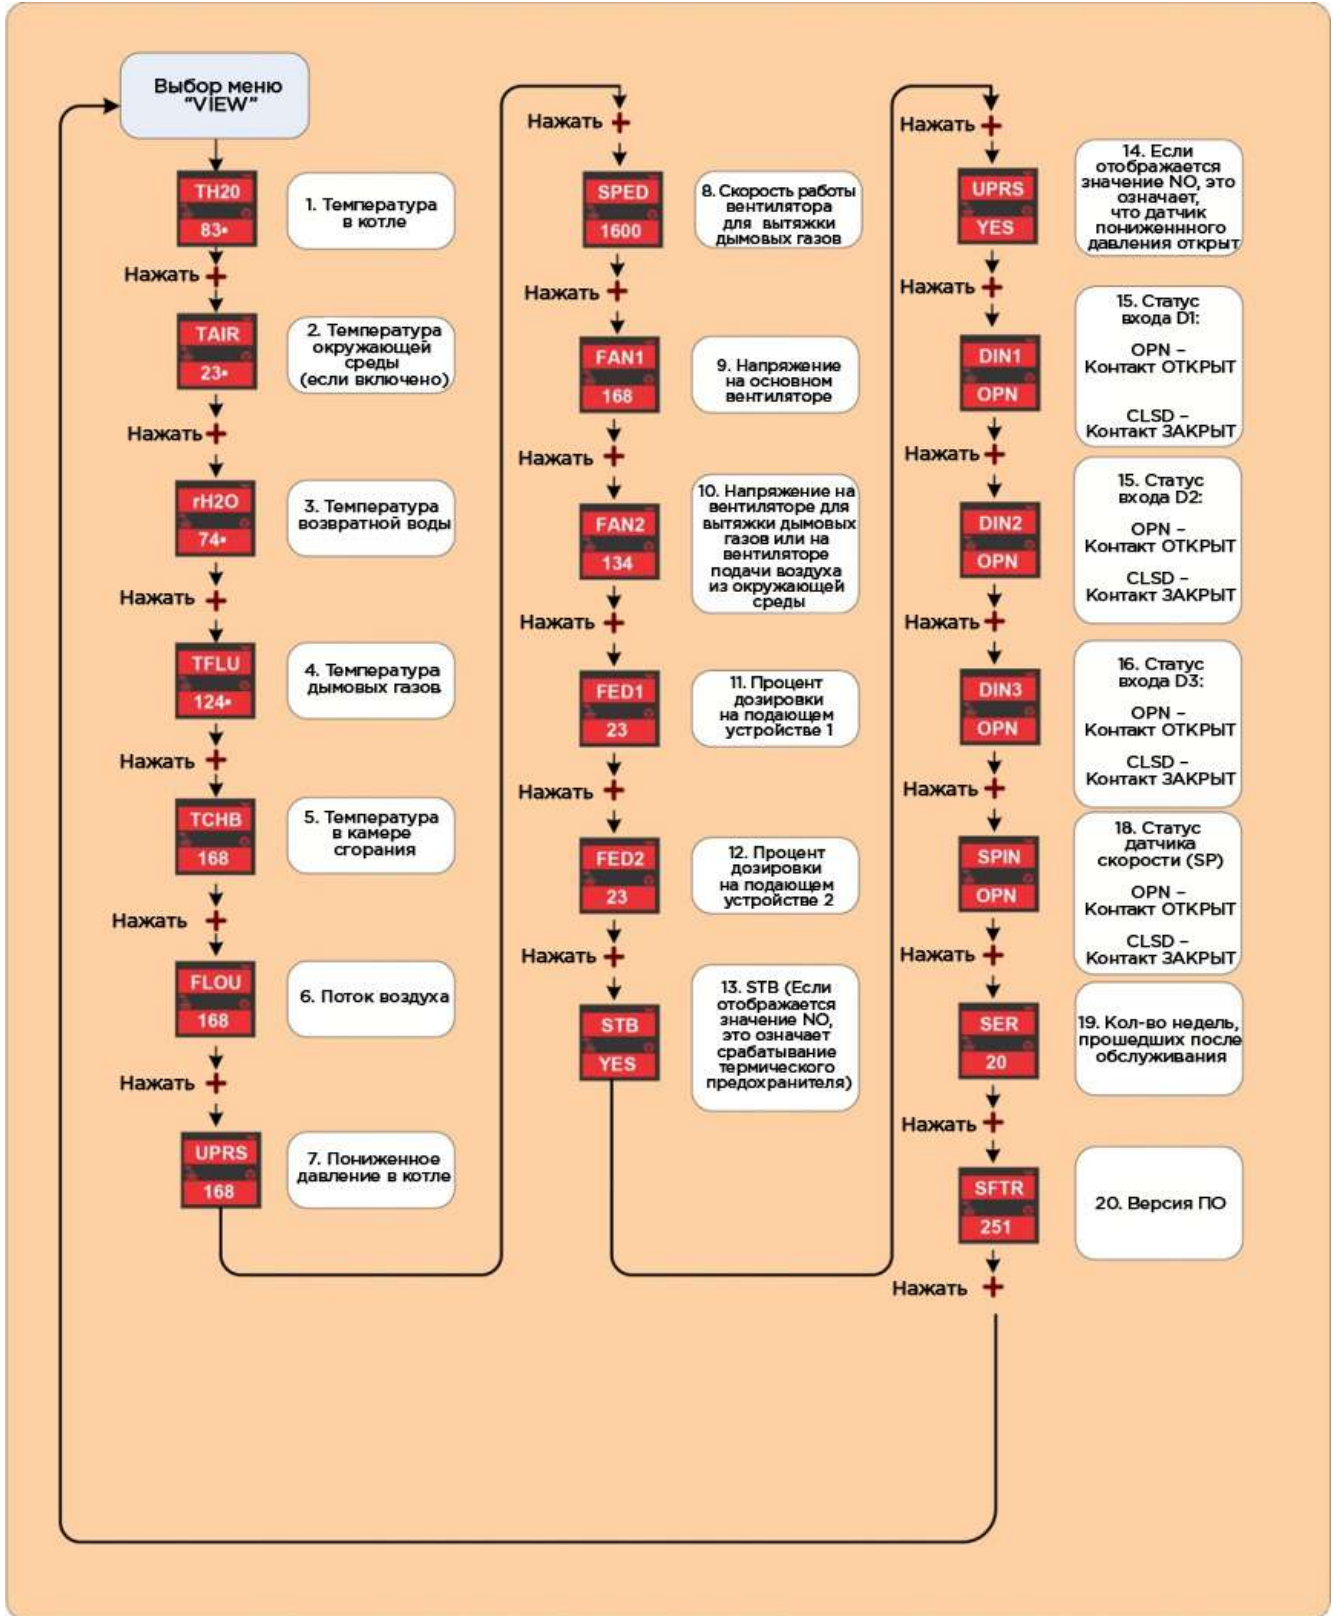 Выбор меню
“VIEW”
TH20
83•
1. Температура
в котле
Нажать +
TAIR
23•
2. Температура
окружающей
среды
(если включено)
Нажать +
rH2O
74•
3. Температура
возвратной воды
Нажать +
TFLU
124•
4. Температура
дымовых газов
Нажать +
TCHB
168
5. Температура
в камере
сгорания
Нажать +
FLOU
168
6. Поток воздуха
Нажать +
UPRS
168
7. Пониженное
давление в котле
Нажать +
SPED
1600
8. Скорость работы
вентилятора
для вытяжки
дымовых газов
Нажать +
FAN1
168
9. Напряжение
на основном
вентиляторе
Нажать +
FAN2
134
10. Напряжение на
вентиляторе для
вытяжки дымовых
газов или на
вентиляторе
подачи воздуха
из окружающей
среды
Нажать +
FED1
23
11. Процент
дозировки
на подающем
устройстве 1
Нажать +
FED2
23
12. Процент
дозировки
на подающем
устройстве 2
Нажать +
STB
YES
13. STB (Если
отображается
значение NO,
это означает
срабатывание
термического
предохранителя)
Нажать +
UPRS
YES
14. Если
отображается
значение NO, это
означает,
что датчик
пониженнного
давления открыт
Нажать +
DIN1
OPN
15. Статус
входа D1:
OPN –
Контакт ОТКРЫТ
CLSD –
Контакт ЗАКРЫТ
Нажать +
DIN2
OPN
15. Статус
входа D2:
OPN –
Контакт ОТКРЫТ
CLSD –
Контакт ЗАКРЫТ
Нажать +
DIN3
OPN
16. Статус
входа D3:
OPN –
Контакт ОТКРЫТ
CLSD –
Контакт ЗАКРЫТ
Нажать +
SPIN
OPN
18. Статус
датчика
скорости (SP)
OPN –
Контакт ОТКРЫТ
CLSD –
Контакт ЗАКРЫТ
Нажать +
SER
20
19. Кол-во недель,
прошедших после
обслуживания
Нажать +
SFTR
251
20. Версия ПО
Нажать +